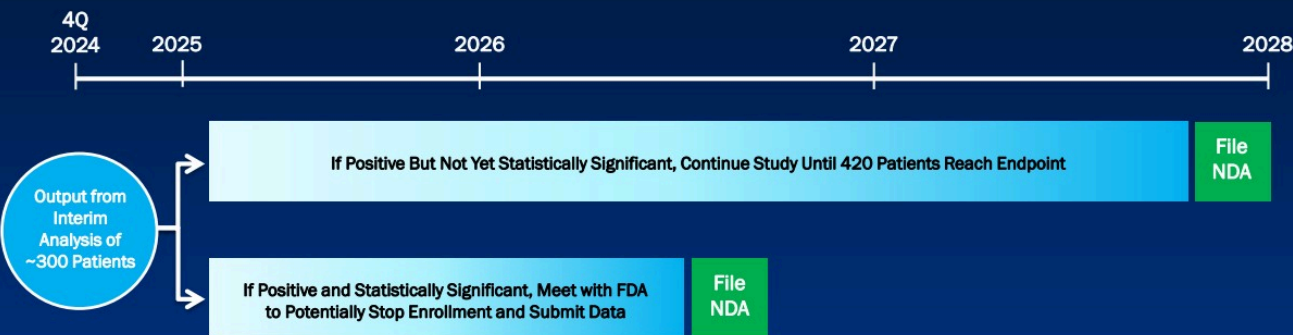 4Q
2024
2025
2026
2027
2028
If Positive But Not Yet Statistically Significant, Continue Study Until 420 Patients Reach Endpoint
File
NDA
Output from
Interim
Analysis of
~300 Patients
If Positive and Statistically Significant, Meet with FDA
to Potentially Stop Enrollment and Submit Data
File
NDA